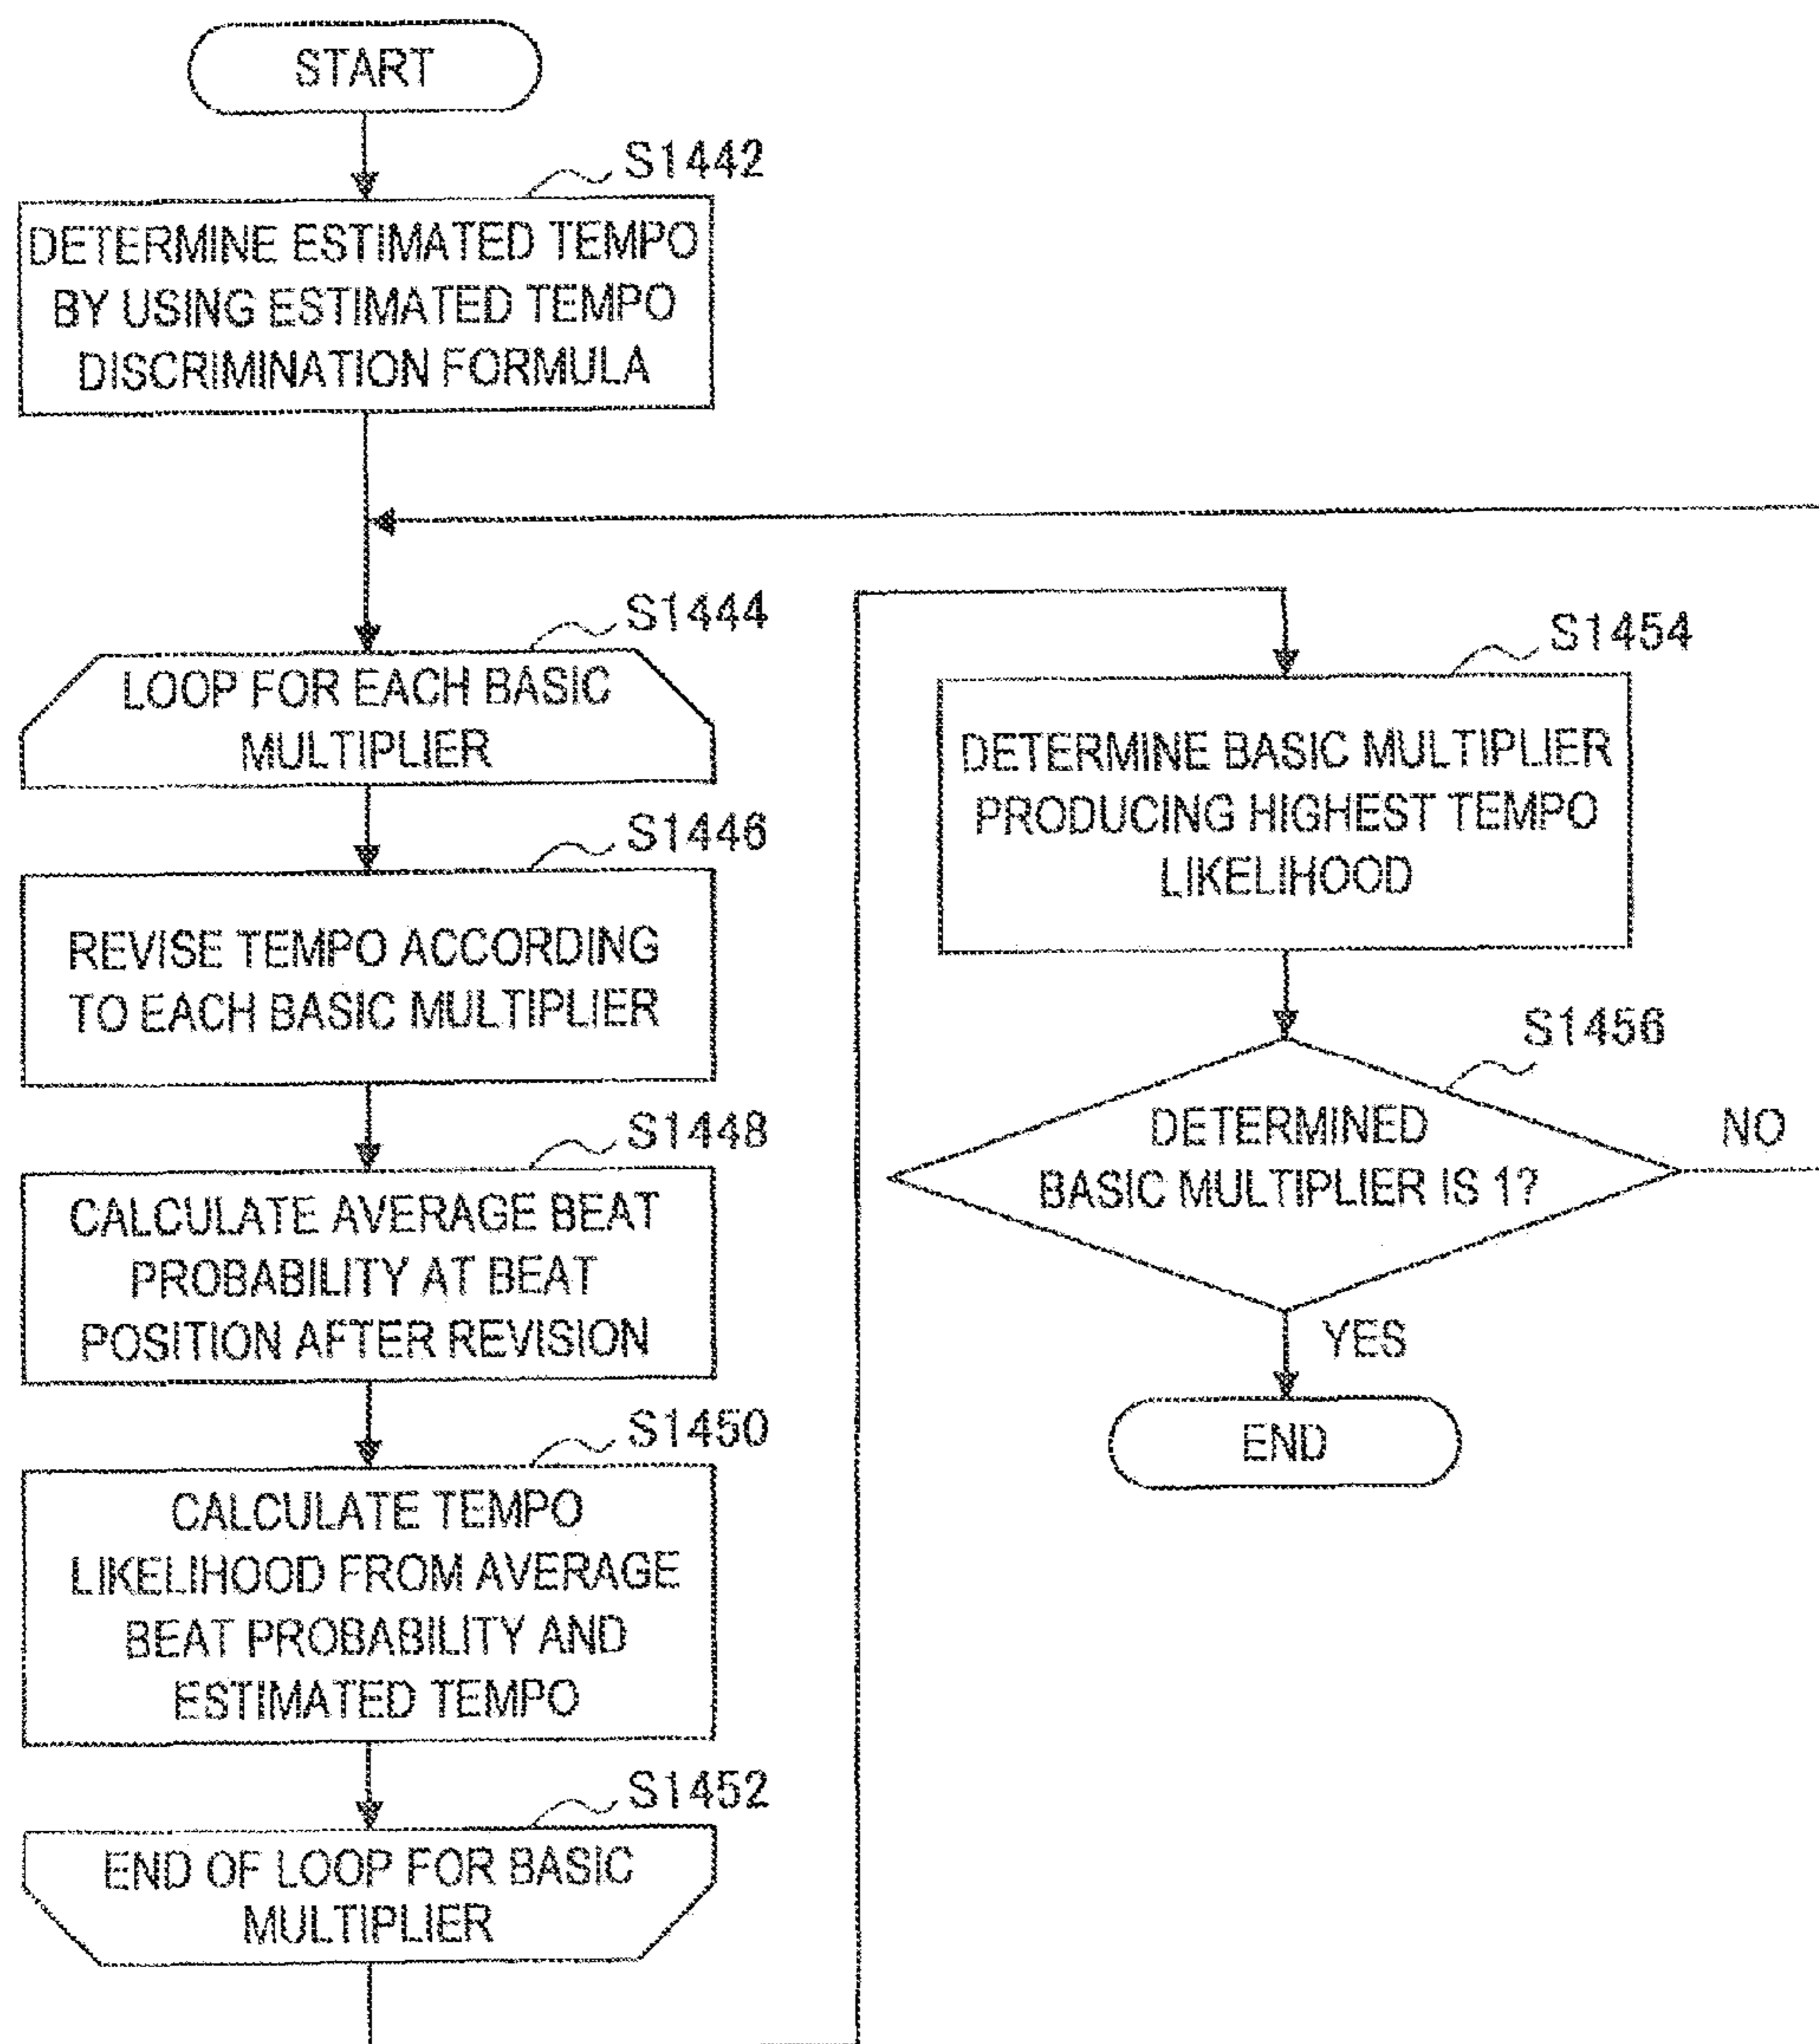 START
S1442
DETERMINE ESTIMATED TEMPO
BY USING ESTIMATED TEMPO
DISCRIMINATION FORMULA
S1444
LOOP FOR EACH BASIC
MULTIPLIER
S1446
REVISE TEMPO ACCORDING
TO EACH BASIC MULTIPLIER
S1448
CALCULATE AVERAGE BEAT
PROBABILITY AT BEAT
POSITION AFTER REVISION
S1450
CALCULATE TEMPO
LIKELIHOOD FROM AVERAGE
BEAT PROBABILITY AND
ESTIMATED TEMPO
S1452
END OF LOOP FOR BASIC
MULTIPLIER
S1454
DETERMINE BASIC MULTIPLIER
PRODUCING HIGHEST TEMPO
LIKELIHOOD
S1456
DETERMINED
BASIC MULTIPLIER IS 1?
NO
YES
END